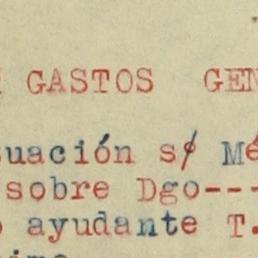 GASTOS GEN
uación s/ Mé
sobre Dgo---
ayudante T.